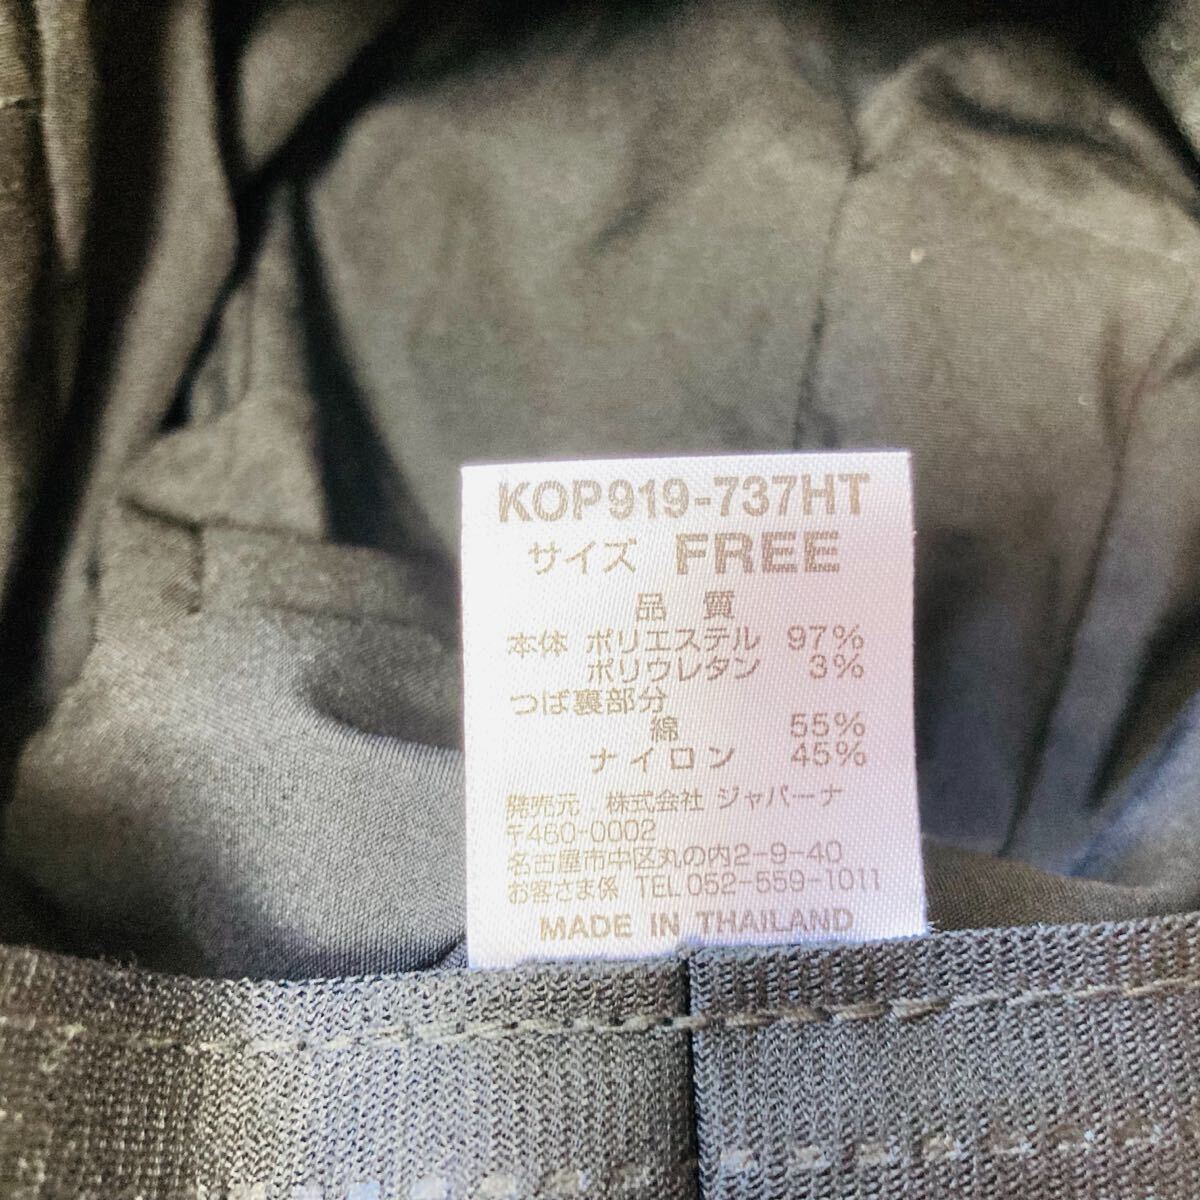 KOP919-737HT
サイズ FREE
品質
本体 ポリエステル 97%
ポリウレタン 3%
つば裏部分
綿 55%
ナイロン 45%
発売元 株式会社 ジャパーナ
〒460-0002
名古屋市中区丸の内2-9-40
お客さま係 TEL 052-559-1011
MADE IN THAILAND